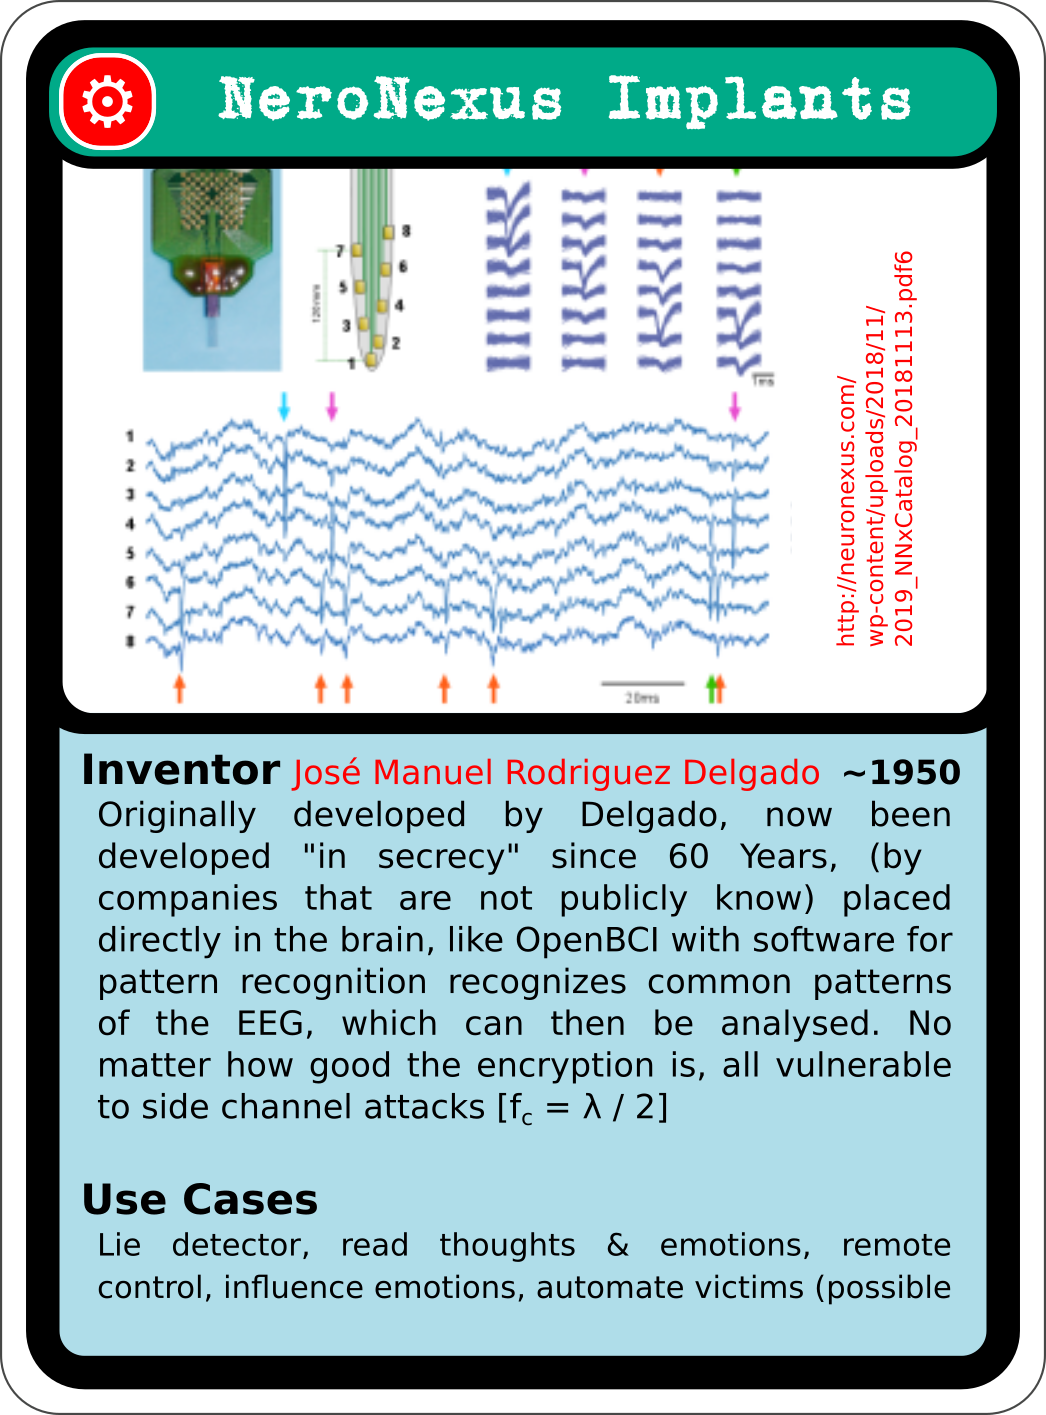 NeroNexus Implants
7
8
5
6
3
4
1
2
120mm
1ms
1
2
3
4
5
6
7
8
20ms
http://neuronexus.com/
wp-content/uploads/2018/11/
2019_NNxCatalog_20181113.pdf6
Inventor José Manuel Rodriguez Delgado ~1950
Originally developed by Delgado, now been
developed "in secrecy" since 60 Years, (by
companies that are not publicly know) placed
directly in the brain, like OpenBCI with software for
pattern recognition recognizes common patterns
of the EEG, which can then be analysed. No
matter how good the encryption is, all vulnerable
to side channel attacks [fc = λ / 2]
Use Cases
Lie detector, read thoughts & emotions, remote
control, influence emotions, automate victims (possible